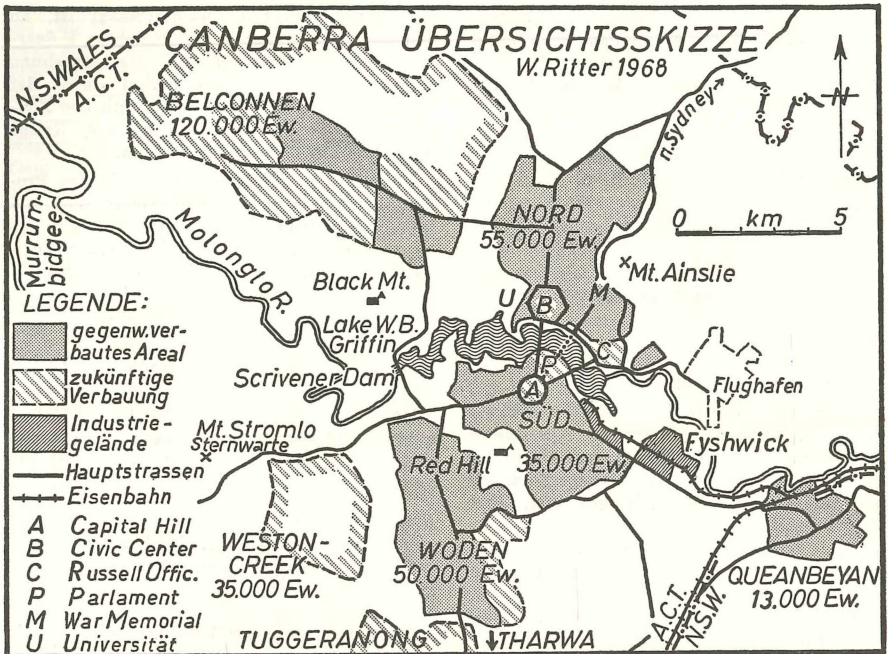 CANBERRA ÜBERSICHTSSKIZZE
W. Ritter 1968
N.S.WALES
A.C.T.
BELCONNEN
120.000 Ew.
n.Sydney
N
NORD
55.000 Ew.
0 km 5
Murrum-
bidgee
Molonglo R.
Mt. Ainslie
Black Mt.
U
B
M
Lake W.B.
Griffin
P
C
Scrivener Dam
A
Flughafen
SÜD
35.000 Ew.
Mt. Stromlo
Sternwarte
Red Hill
Fyshwick
WESTON-
CREEK
35.000 Ew.
WODEN
50.000 Ew.
QUEANBEYAN
13.000 Ew.
A.C.T.
N.S.W.
TUGGERANONG
THARWA
LEGENDE:
gegenw.ver-
bautes Areal
zukünftige
Verbauung
Industrie-
gelände
Hauptstrassen
Eisenbahn
A Capital Hill
B Civic Center
C Russell Offic.
P Parlament
M War Memorial
U Universität